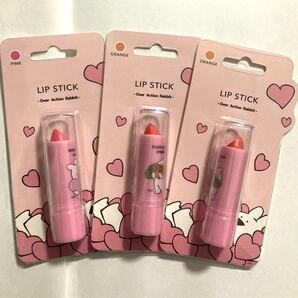 PINK
LIP STICK
-Over Action Rabbit-
ORANGE
LIP STICK
-Over Action Rabbit-
ORANGE
LIP STICK
-Over Action Rabbit-